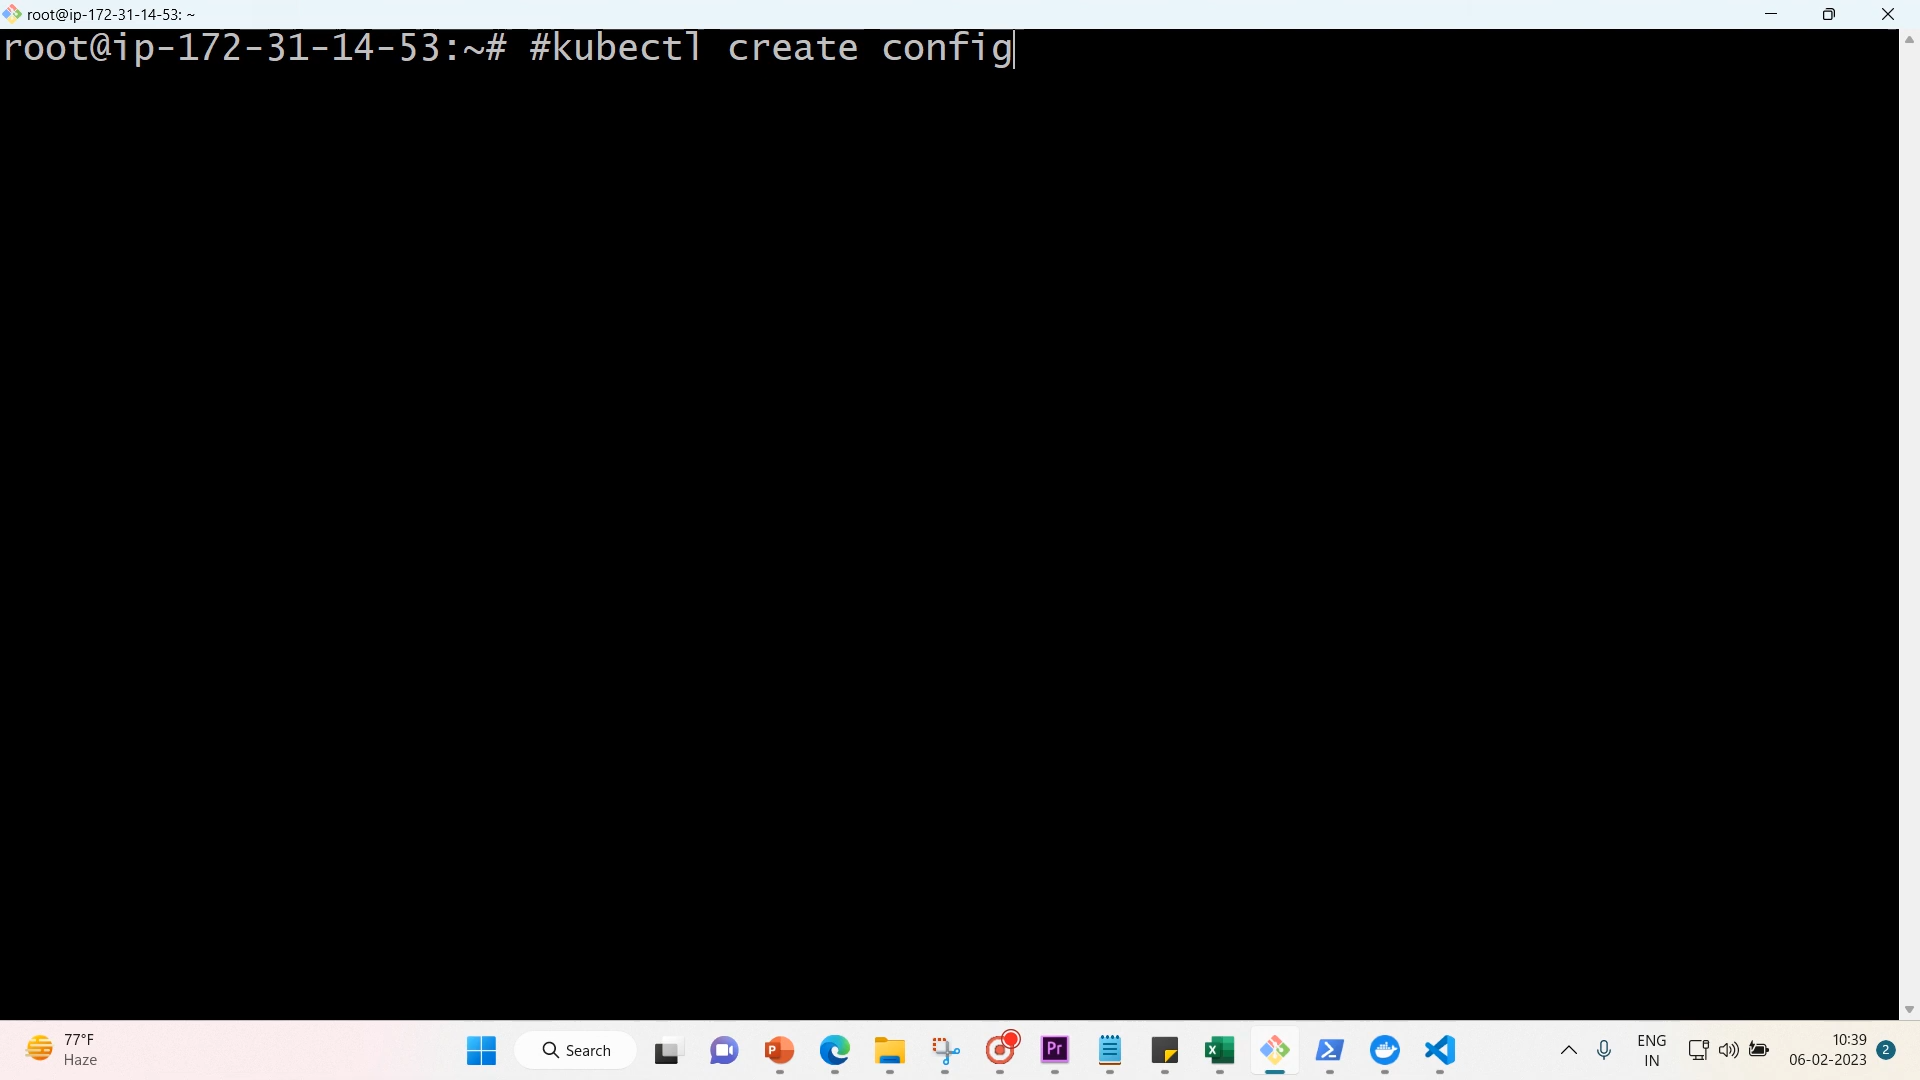 root@ip-172-31-14-53: ~
root@ip-172-31-14-53:~# #kubectl create config
77°F
Haze
Search
Pr
ENG
IN
10:39
06-02-2023
2